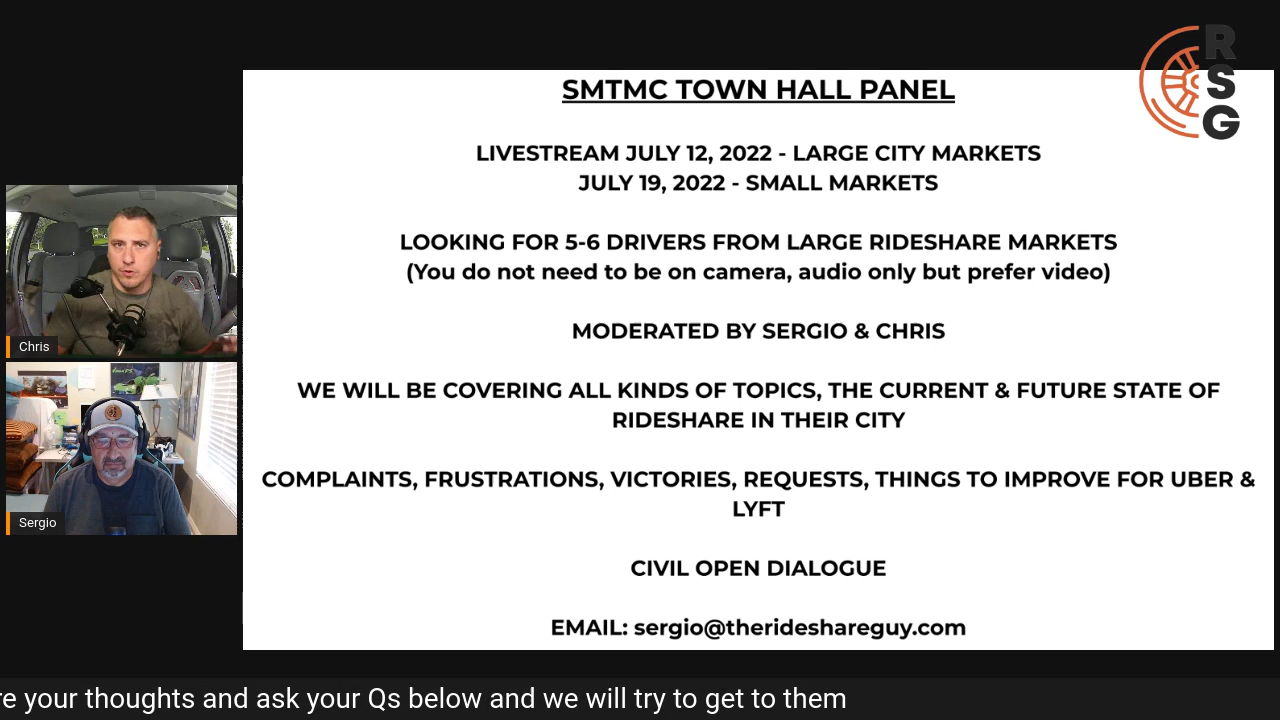 RSG
SMTMC TOWN HALL PANEL
LIVESTREAM JULY 12, 2022 - LARGE CITY MARKETS
JULY 19, 2022 - SMALL MARKETS
LOOKING FOR 5-6 DRIVERS FROM LARGE RIDESHARE MARKETS
(You do not need to be on camera, audio only but prefer video)
MODERATED BY SERGIO & CHRIS
WE WILL BE COVERING ALL KINDS OF TOPICS, THE CURRENT & FUTURE STATE OF
RIDESHARE IN THEIR CITY
COMPLAINTS, FRUSTRATIONS, VICTORIES, REQUESTS, THINGS TO IMPROVE FOR UBER &
LYFT
CIVIL OPEN DIALOGUE
EMAIL: sergio@therideshareguy.com
Chris
Sergio
re your thoughts and ask your Qs below and we will try to get to them